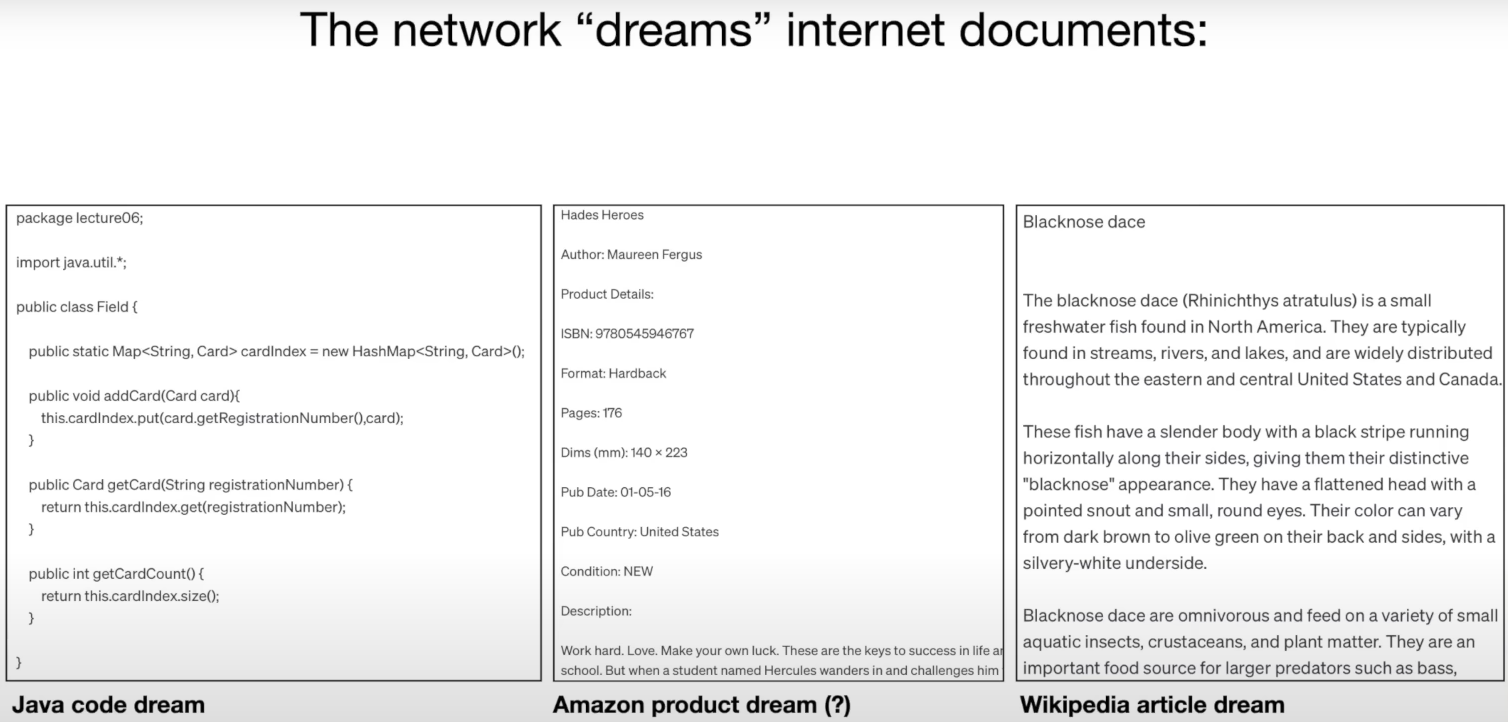 The network “dreams” internet documents:
package lecture06;
import java.util.*;
public class Field {
public static Map<String, Card> cardIndex = new HashMap<String, Card>();
public void addCard(Card card){
this.cardIndex.put(card.getRegistrationNumber(),card);
}
public Card getCard(String registrationNumber) {
return this.cardIndex.get(registrationNumber);
}
public int getCardCount() {
return this.cardIndex.size();
}
}
Java code dream
Hades Heroes
Author: Maureen Fergus
Product Details:
ISBN: 9780545946767
Format: Hardback
Pages: 176
Dims (mm): 140 × 223
Pub Date: 01-05-16
Pub Country: United States
Condition: NEW
Description:
Work hard. Love. Make your own luck. These are the keys to success in life
school. But when a student named Hercules wanders in and challenges him
Amazon product dream (?)
Blacknose dace
The blacknose dace (Rhinichthys atratulus) is a small
freshwater fish found in North America. They are typically
found in streams, rivers, and lakes, and are widely distributed
throughout the eastern and central United States and Canada.
These fish have a slender body with a black stripe running
horizontally along their sides, giving them their distinctive
"blacknose" appearance. They have a flattened head with a
pointed snout and small, round eyes. Their color can vary
from dark brown to olive green on their back and sides, with a
silvery-white underside.
Blacknose dace are omnivorous and feed on a variety of small
aquatic insects, crustaceans, and plant matter. They are an
important food source for larger predators such as bass,
Wikipedia article dream